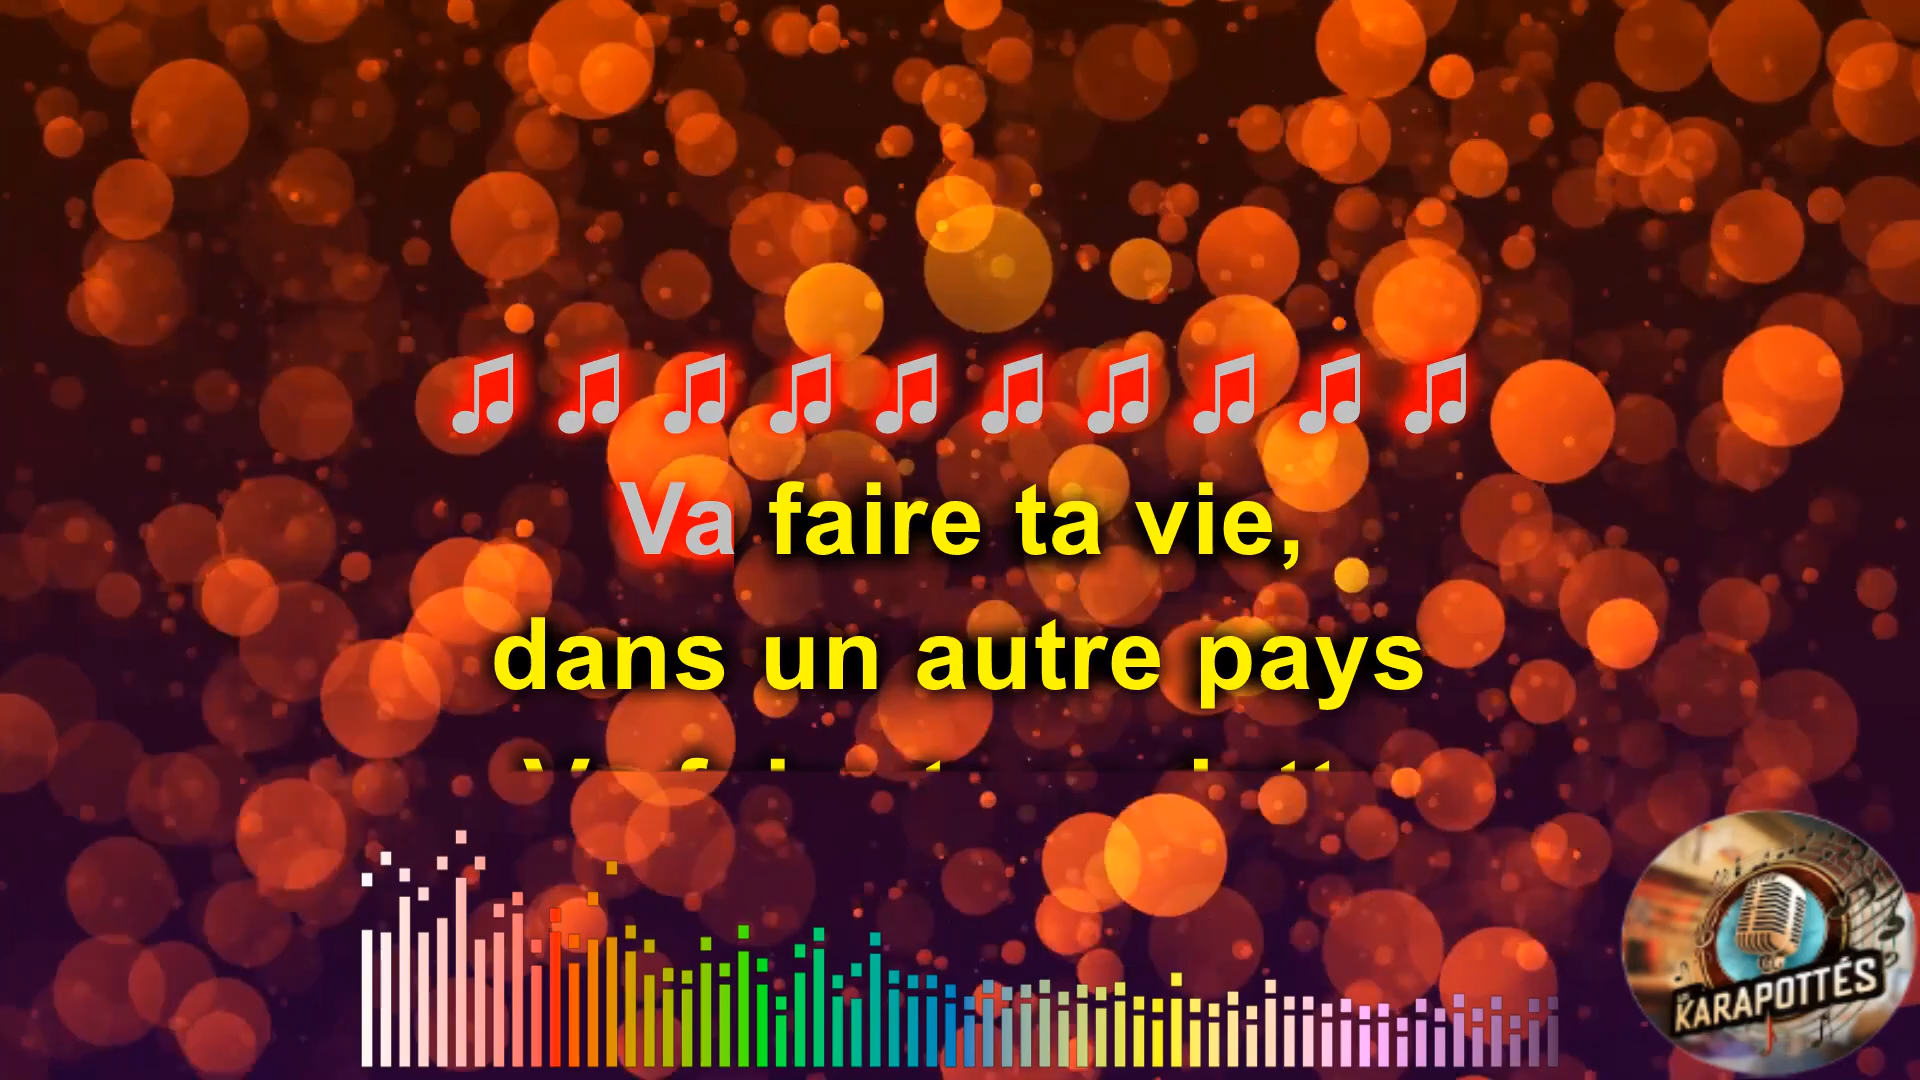 ♫ ♫ ♫ ♫ ♫ ♫ ♫ ♫ ♫ ♫
Va faire ta vie,
dans un autre pays
KARAPOTTÉS